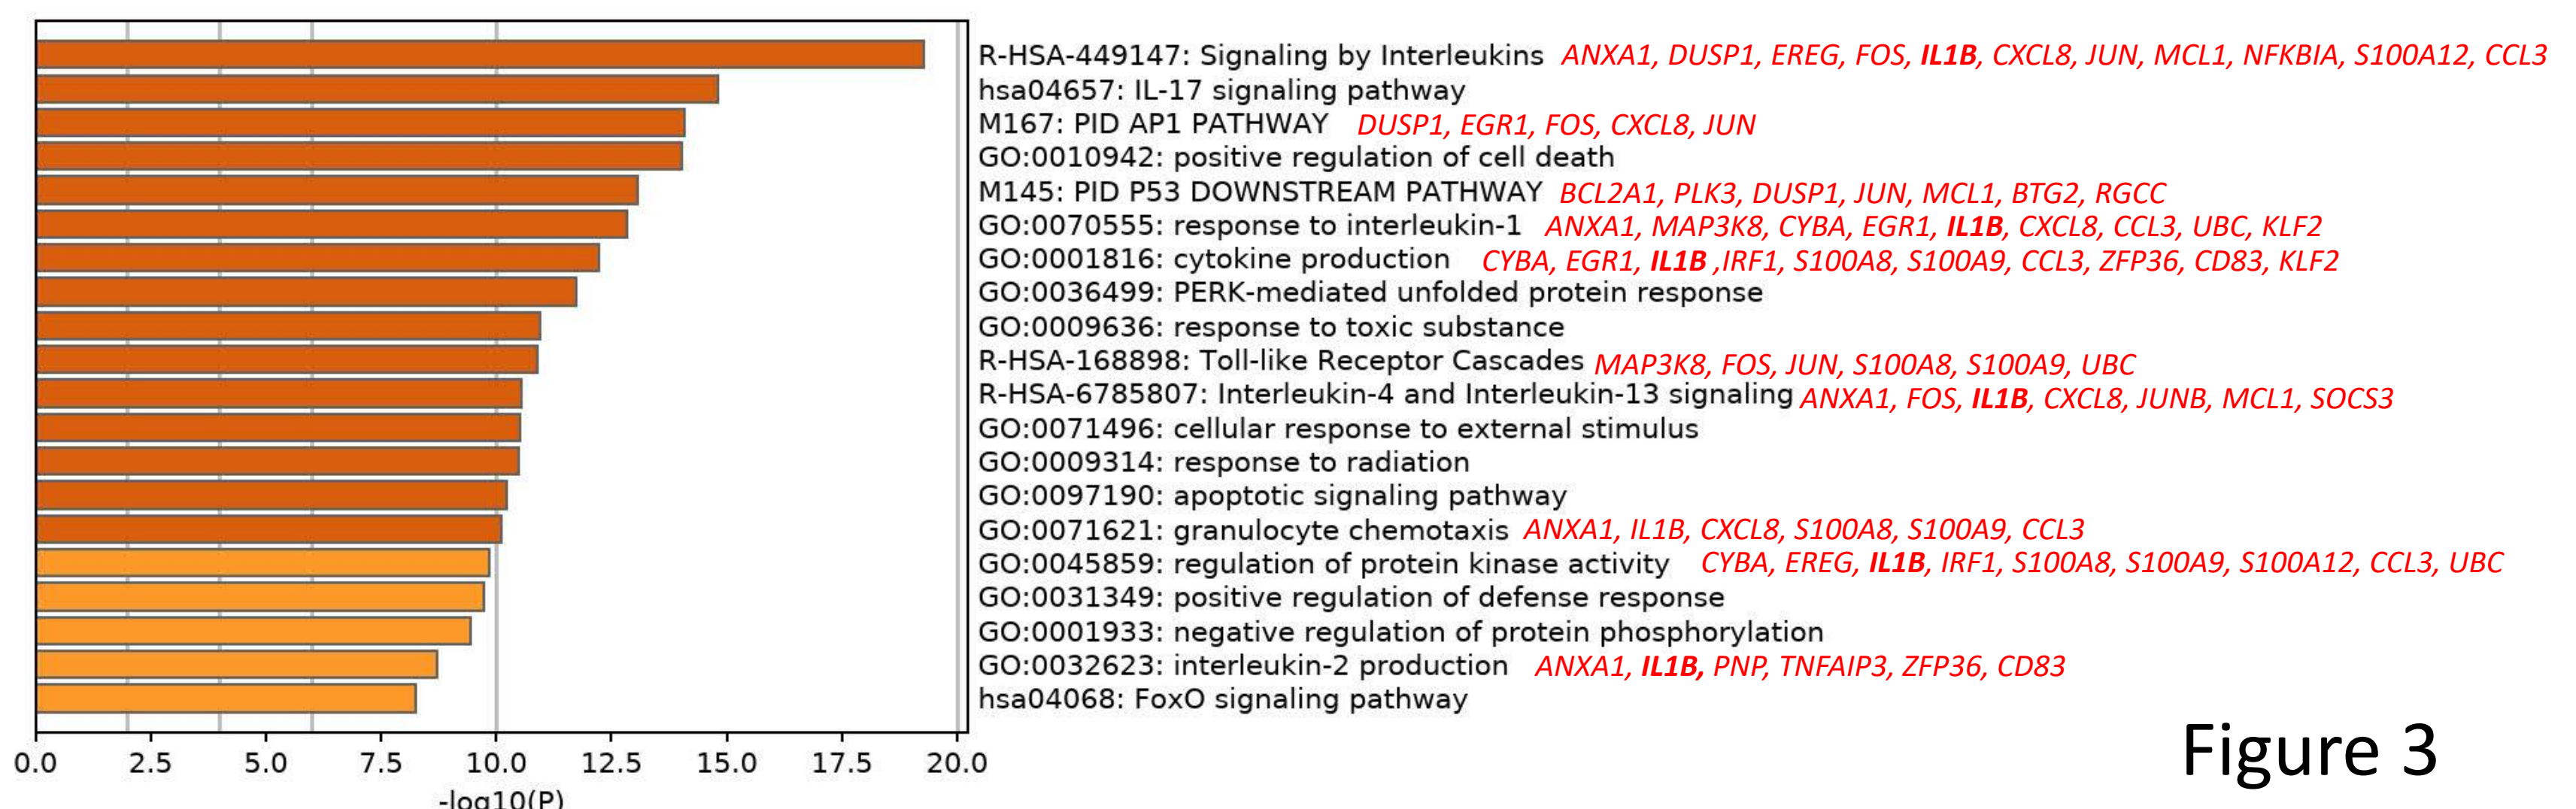 R-HSA-449147: Signaling by Interleukins ANXA1, DUSP1, EREG, FOS, IL1B, CXCL8, JUN, MCL1, NFKBIA, S100A12, CCL3
hsa04657: IL-17 signaling pathway
M167: PID AP1 PATHWAY DUSP1, EGR1, FOS, CXCL8, JUN
GO:0010942: positive regulation of cell death
M145: PID P53 DOWNSTREAM PATHWAY BCL2A1, PLK3, DUSP1, JUN, MCL1, BTG2, RGCC
GO:0070555: response to interleukin-1 ANXA1, MAP3K8, CYBA, EGR1, IL1B, CXCL8, CCL3, UBC, KLF2
GO:0001816: cytokine production CYBA, EGR1, IL1B ,IRF1, S100A8, S100A9, CCL3, ZFP36, CD83, KLF2
GO:0036499: PERK-mediated unfolded protein response
GO:0009636: response to toxic substance
R-HSA-168898: Toll-like Receptor Cascades MAP3K8, FOS, JUN, S100A8, S100A9, UBC
R-HSA-6785807: Interleukin-4 and Interleukin-13 signaling ANXA1, FOS, IL1B, CXCL8, JUNB, MCL1, SOCS3
GO:0071496: cellular response to external stimulus
GO:0009314: response to radiation
GO:0097190: apoptotic signaling pathway
GO:0071621: granulocyte chemotaxis ANXA1, IL1B, CXCL8, S100A8, S100A9, CCL3
GO:0045859: regulation of protein kinase activity CYBA, EREG, IL1B, IRF1, S100A8, S100A9, S100A12, CCL3, UBC
GO:0031349: positive regulation of defense response
GO:0001933: negative regulation of protein phosphorylation
GO:0032623: interleukin-2 production ANXA1, IL1B, PNP, TNFAIP3, ZFP36, CD83
hsa04068: FoxO signaling pathway
0.0 2.5 5.0 7.5 10.0 12.5 15.0 17.5 20.0
-log10(P)
Figure 3